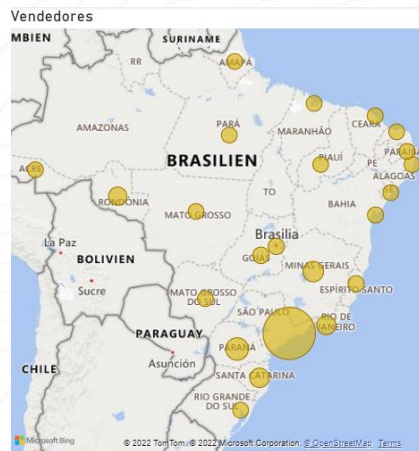 Vendedores
MBIEN
SURINAME
RR
AMAPÁ
AMAZONAS
PARÁ
MARANHÃO
CEARÁ
PARAÍBA
BRASILIEN
PIAUÍ
PE
ALAGOAS
ACRE
RONDÔNIA
TO
SE
MATO GROSSO
BAHIA
La Paz
Brasília
BOLIVIEN
GOIÁS
MINAS GERAIS
Sucre
MATO GROSSO
DO SUL
ESPÍRITO SANTO
SÃO PAULO
RIO DE
JANEIRO
PARAGUAY
PARANÁ
CHILE
Asunción
SANTA CATARINA
RIO GRANDE
DO SUL
Microsoft Bing
© 2022 TomTom, © 2022 Microsoft Corporation, © OpenStreetMap Terms